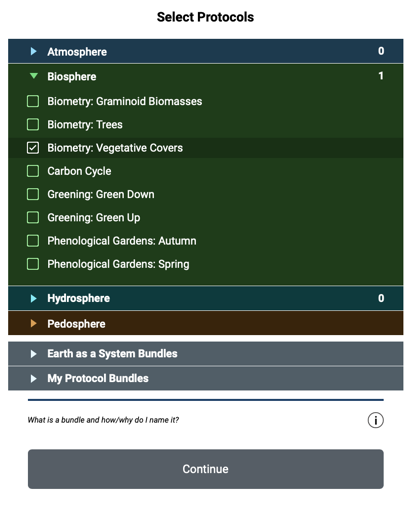 Select Protocols
Atmosphere 0
Biosphere 1
Biometry: Graminoid Biomasses
Biometry: Trees
Biometry: Vegetative Covers
Carbon Cycle
Greening: Green Down
Greening: Green Up
Phenological Gardens: Autumn
Phenological Gardens: Spring
Hydrosphere 0
Pedosphere
Earth as a System Bundles
My Protocol Bundles
What is a bundle and how/why do I name it?
Continue